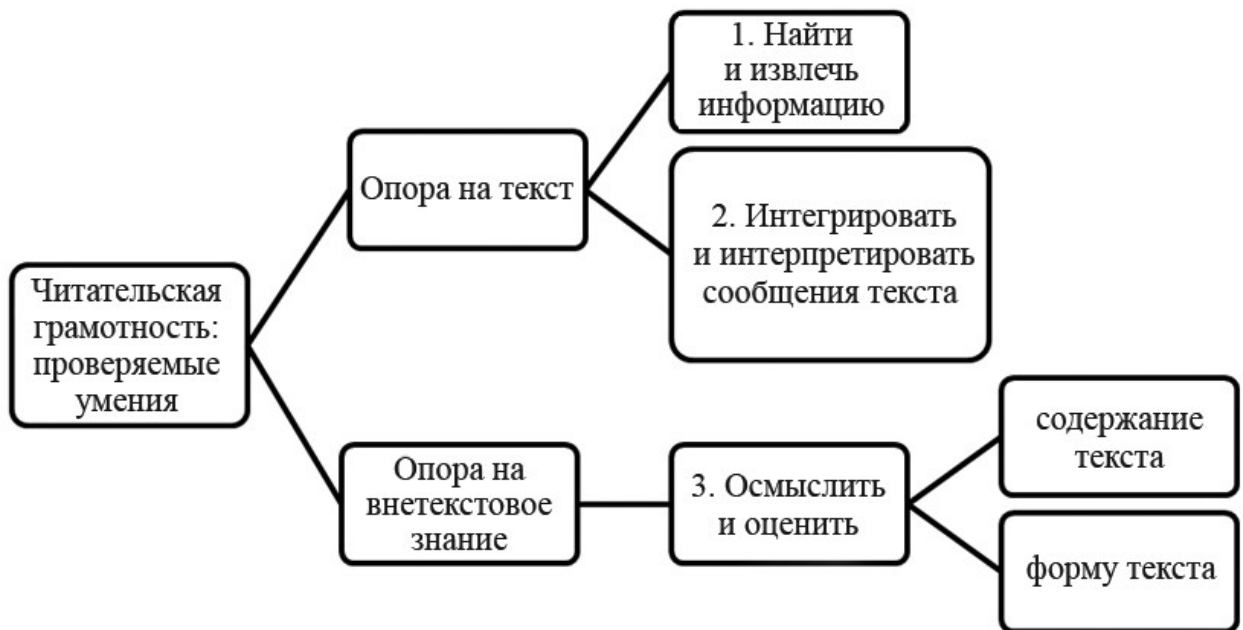 Читательская
грамотность:
проверяемые
умения
Опора на текст
1. Найти
и извлечь
информацию
2. Интегрировать
и интерпретировать
сообщения текста
Опора на
внетекстовое
знание
3. Осмыслить
и оценить
содержание
текста
форму текста